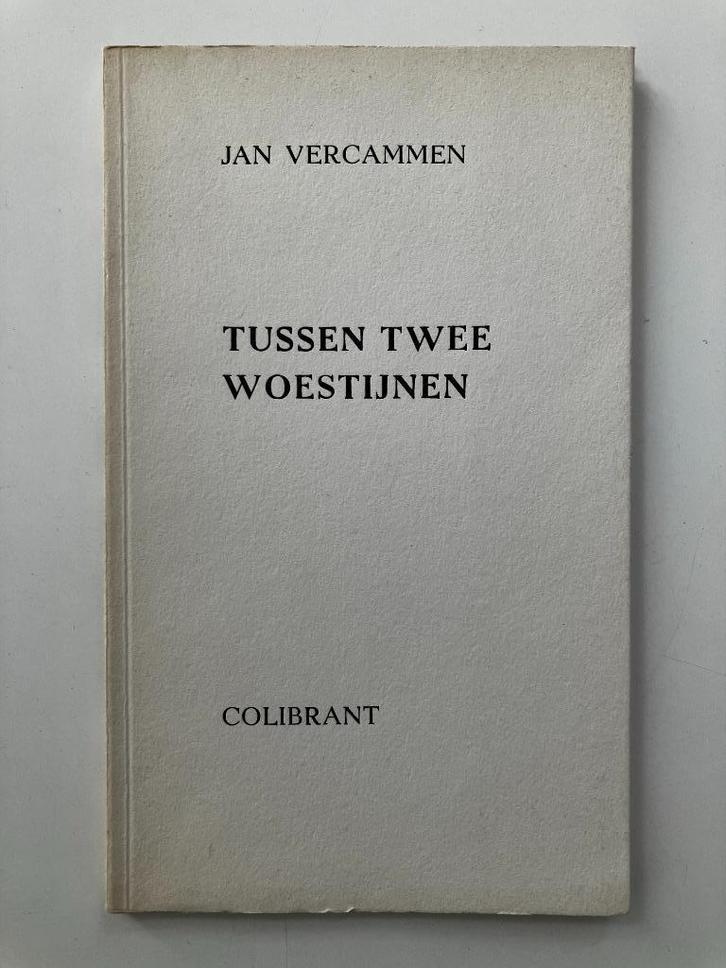 JAN VERCAMMEN
TUSSEN TWEE
WOESTIJNEN
COLIBRANT